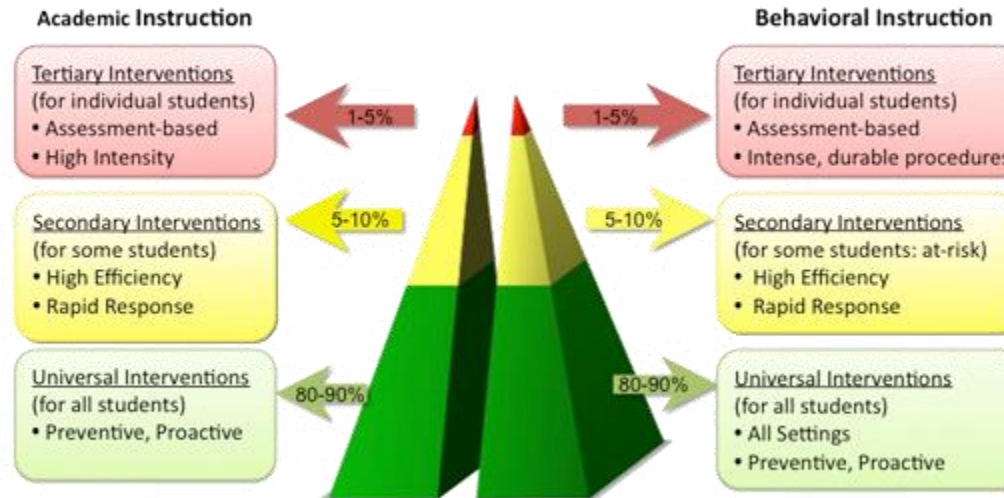 Academic Instruction
Tertiary Interventions
(for individual students)
• Assessment-based
• High Intensity
1-5%
Secondary Interventions
(for some students)
• High Efficiency
• Rapid Response
5-10%
Universal Interventions
(for all students)
• Preventive, Proactive
80-90%
Behavioral Instruction
1-5%
Tertiary Interventions
(for individual students)
• Assessment-based
• Intense, durable procedures
5-10%
Secondary Interventions
(for some students: at-risk)
• High Efficiency
• Rapid Response
80-90%
Universal Interventions
(for all students)
• All Settings
• Preventive, Proactive